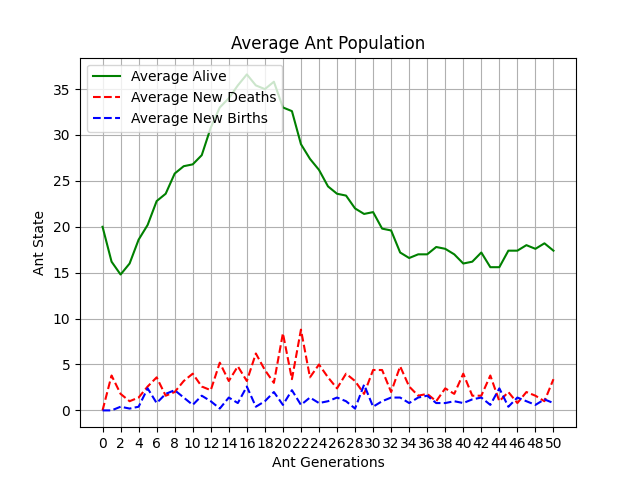 Average Ant Population
Average Alive
Average New Deaths
Average New Births
Ant State
35
30
25
20
15
10
5
0
0 2 4 6 8 10 12 14 16 18 20 22 24 26 28 30 32 34 36 38 40 42 44 46 48 50
Ant Generations